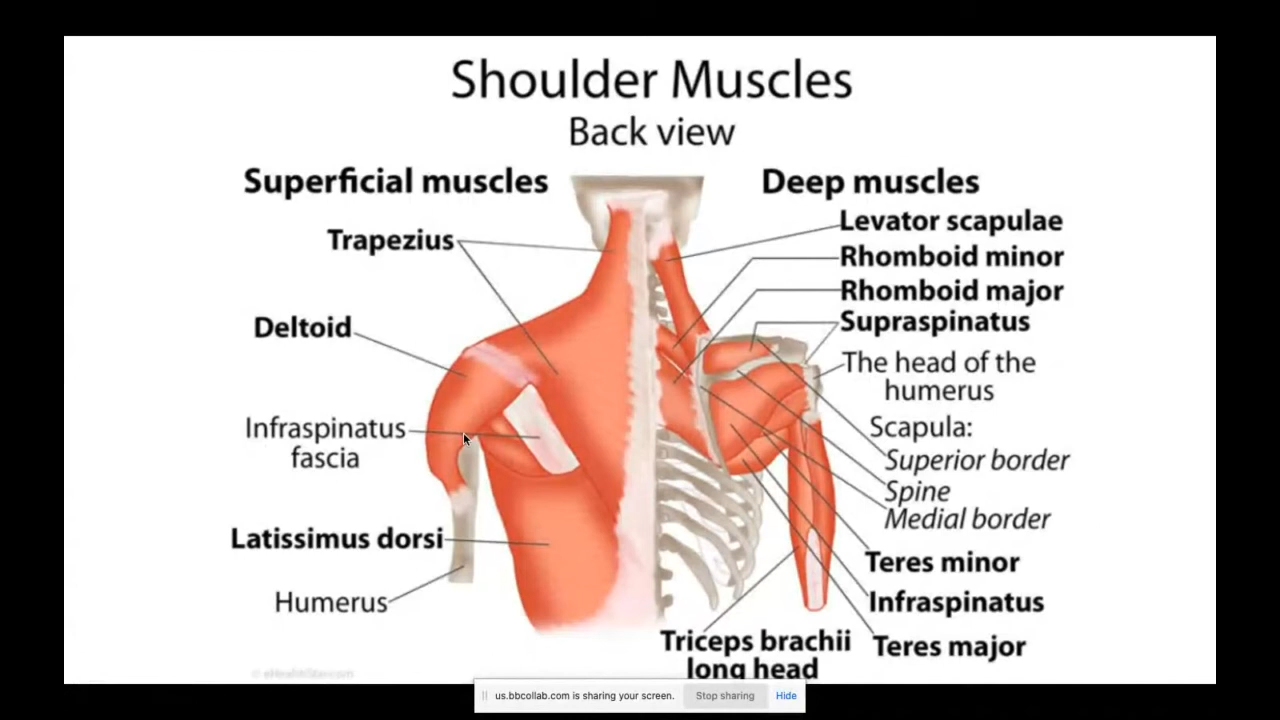 Shoulder Muscles
Back view
Superficial muscles
Deep muscles
Trapezius
Deltoid
Infraspinatus
fascia
Latissimus dorsi
Humerus
Levator scapulae
Rhomboid minor
Rhomboid major
Supraspinatus
The head of the
humerus
Scapula:
Superior border
Spine
Medial border
Teres minor
Infraspinatus
Teres major
Triceps brachii
long head
us.bbcollab.com is sharing your screen.
Stop sharing
Hide